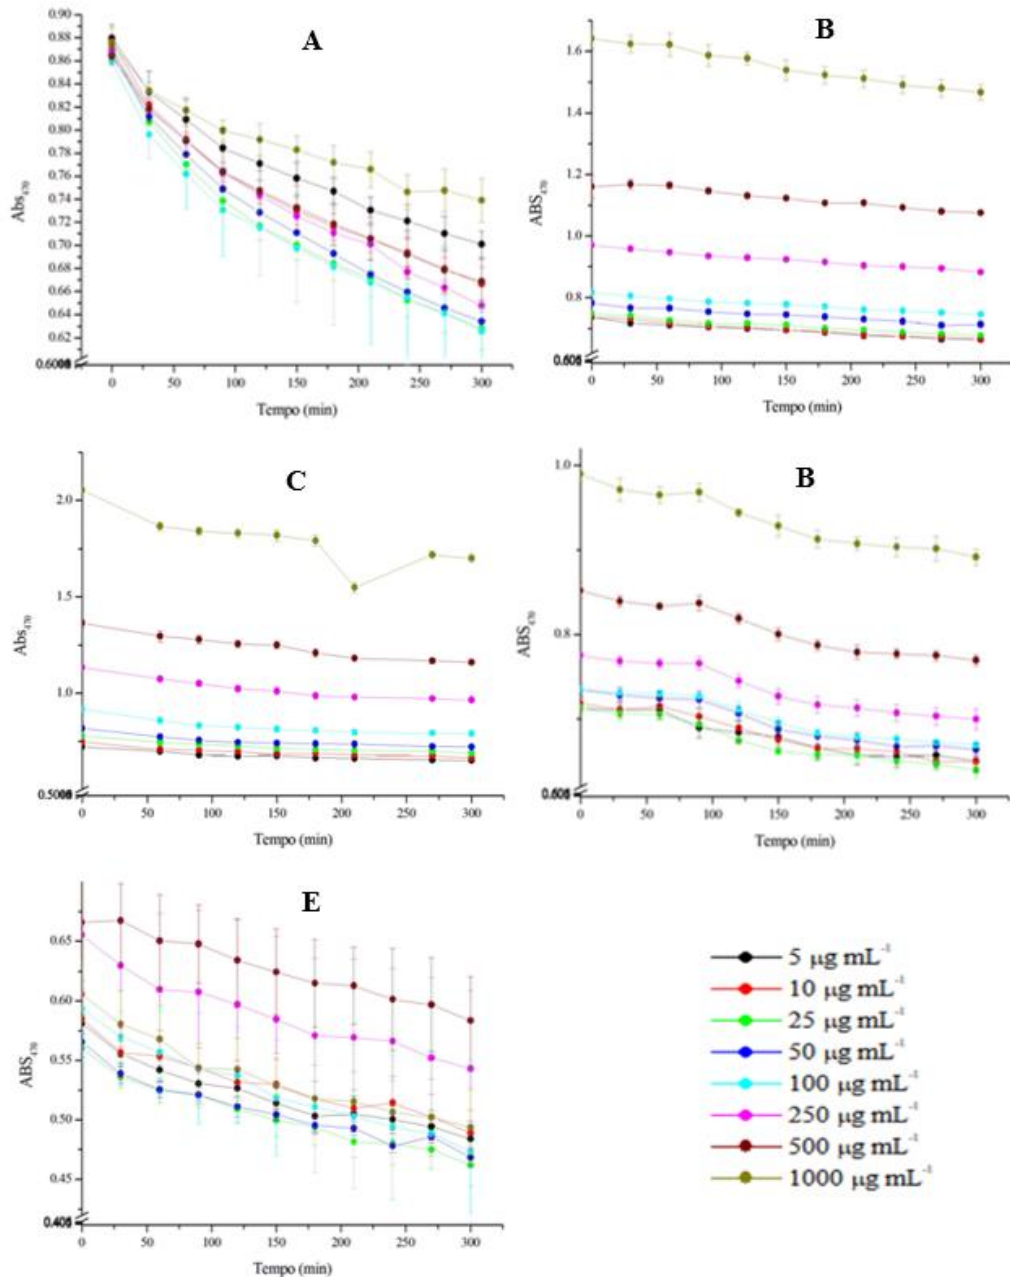 A
0.90
0.88
0.86
0.84
0.82
0.80
0.78
0.76
0.74
0.72
0.70
0.68
0.66
0.64
0.62
Abs470
0 50 100 150 200 250 300
Tempo (min)
B
1.6
1.4
1.2
1.0
0.8
ABS470
0 50 100 150 200 250 300
Tempo (min)
C
2.0
1.5
1.0
Abs470
0 50 100 150 200 250 300
Tempo (min)
B
1.0
0.8
ABS470
0 50 100 150 200 250 300
Tempo (min)
E
0.65
0.60
0.55
0.50
0.45
ABS470
0 50 100 150 200 250 300
Tempo (min)
5 µg mL-1
10 µg mL-1
25 µg mL-1
50 µg mL-1
100 µg mL-1
250 µg mL-1
500 µg mL-1
1000 µg mL-1